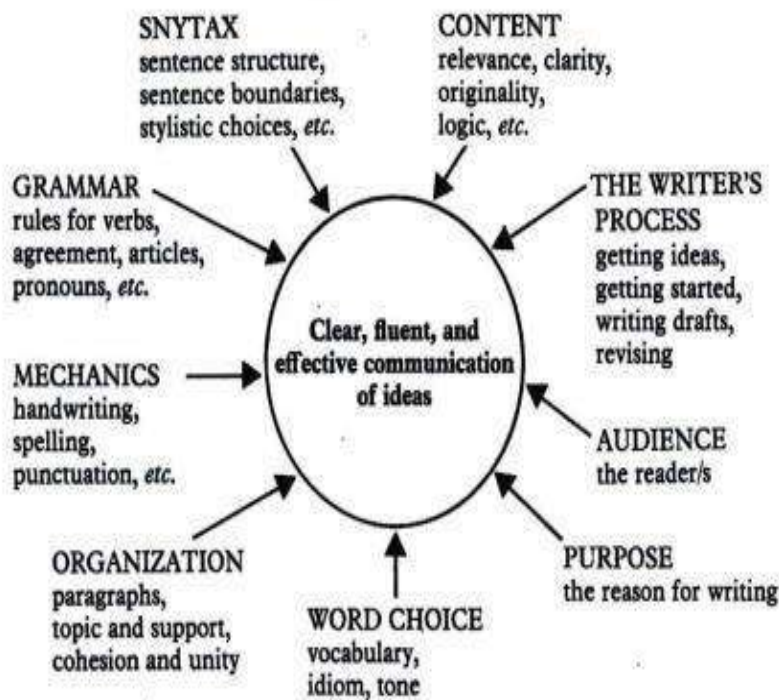 SNYTAX
sentence structure,
sentence boundaries,
stylistic choices, etc.
CONTENT
relevance, clarity,
originality,
logic, etc.
GRAMMAR
rules for verbs,
agreement, articles,
pronouns, etc.
THE WRITER'S
PROCESS
getting ideas,
getting started,
writing drafts,
revising
Clear, fluent, and
effective communication
of ideas
MECHANICS
handwriting,
spelling,
punctuation, etc.
AUDIENCE
the reader/s
ORGANIZATION
paragraphs,
topic and support,
cohesion and unity
WORD CHOICE
vocabulary,
idiom, tone
PURPOSE
the reason for writing